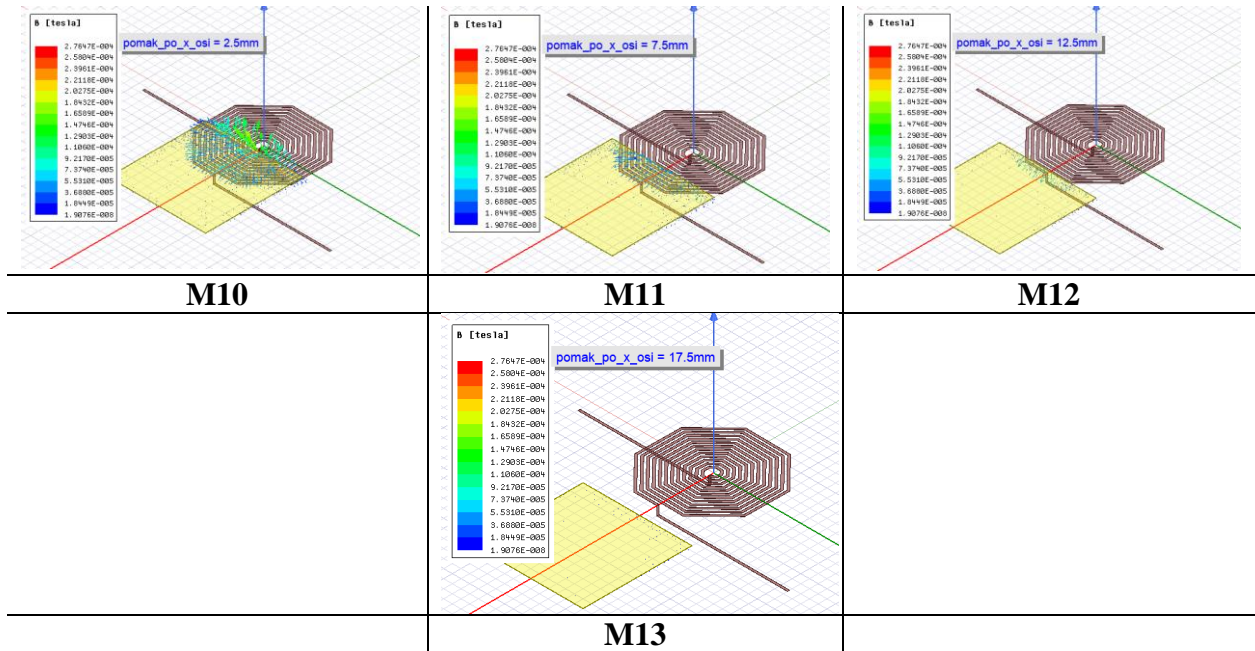 B [tesla]
pomak_po_x_osi = 2.5mm
2.7647E-004
2.5804E-004
2.3961E-004
2.2118E-004
2.0275E-004
1.8432E-004
1.6589E-004
1.4746E-004
1.2903E-004
1.1060E-004
9.2170E-005
7.3740E-005
5.5310E-005
3.6880E-005
1.8449E-005
1.9076E-008
B [tesla]
pomak_po_x_osi = 7.5mm
2.7647E-004
2.5804E-004
2.3961E-004
2.2118E-004
2.0275E-004
1.8432E-004
1.6589E-004
1.4746E-004
1.2903E-004
1.1060E-004
9.2170E-005
7.3740E-005
5.5310E-005
3.6880E-005
1.8449E-005
1.9076E-008
B [tesla]
pomak_po_x_osi = 12.5mm
2.7647E-004
2.5804E-004
2.3961E-004
2.2118E-004
2.0275E-004
1.8432E-004
1.6589E-004
1.4746E-004
1.2903E-004
1.1060E-004
9.2170E-005
7.3740E-005
5.5310E-005
3.6880E-005
1.8449E-005
1.9076E-008
M10
M11
M12
B [tesla]
pomak_po_x_osi = 17.5mm
2.7647E-004
2.5804E-004
2.3961E-004
2.2118E-004
2.0275E-004
1.8432E-004
1.6589E-004
1.4746E-004
1.2903E-004
1.1060E-004
9.2170E-005
7.3740E-005
5.5310E-005
3.6880E-005
1.8449E-005
1.9076E-008
M13